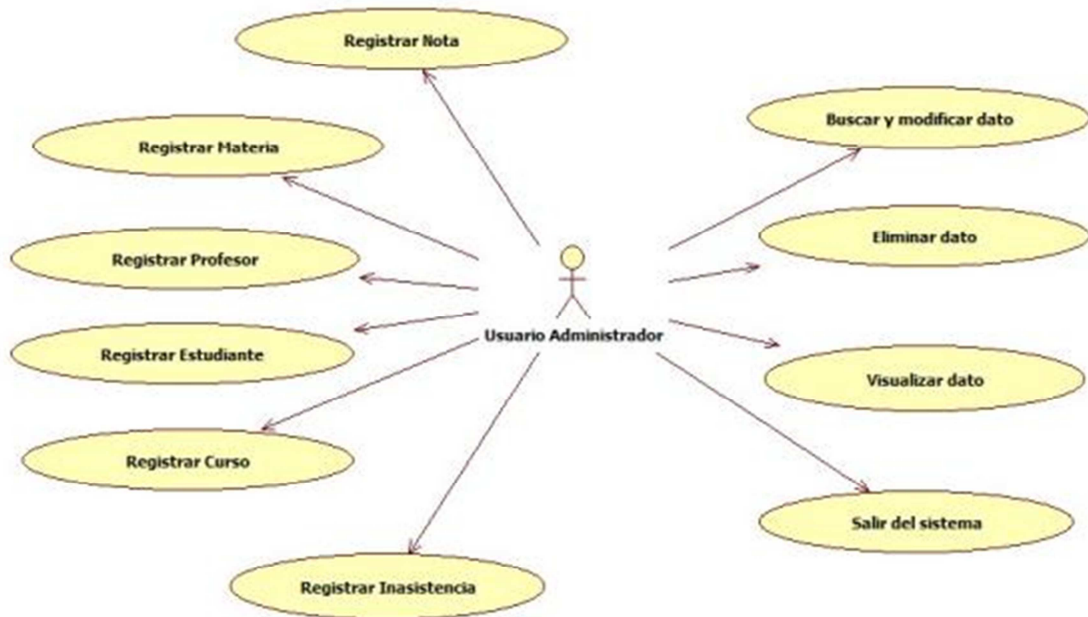 Registrar Nota
Buscar y modificar dato
Registrar Materia
Eliminar dato
Registrar Profesor
Usuario Administrador
Registrar Estudiante
Visualizar dato
Registrar Curso
Salir del sistema
Registrar Inasistencia